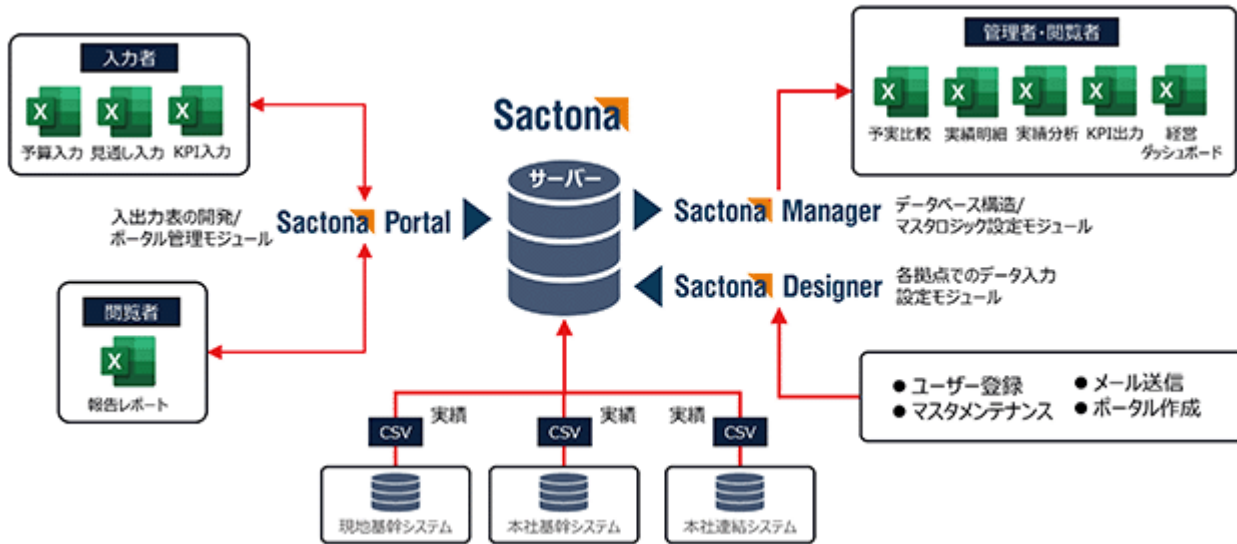 入力者
予算入力 見通し入力 KPI入力
入出力表の開発/
ポータル管理モジュール
Sactona Portal
閲覧者
報告レポート
Sactona
サーバー
管理者・閲覧者
予実比較 実績明細 実績分析 KPI出力 経営
ダッシュボード
Sactona Manager
データベース構造/
マスタロジック設定モジュール
Sactona Designer
各拠点でのデータ入力
設定モジュール
● ユーザー登録 ● メール送信
● マスタメンテナンス ● ポータル作成
実績 実績 実績
CSV CSV CSV
現地基幹システム 本社基幹システム 本社連結システム